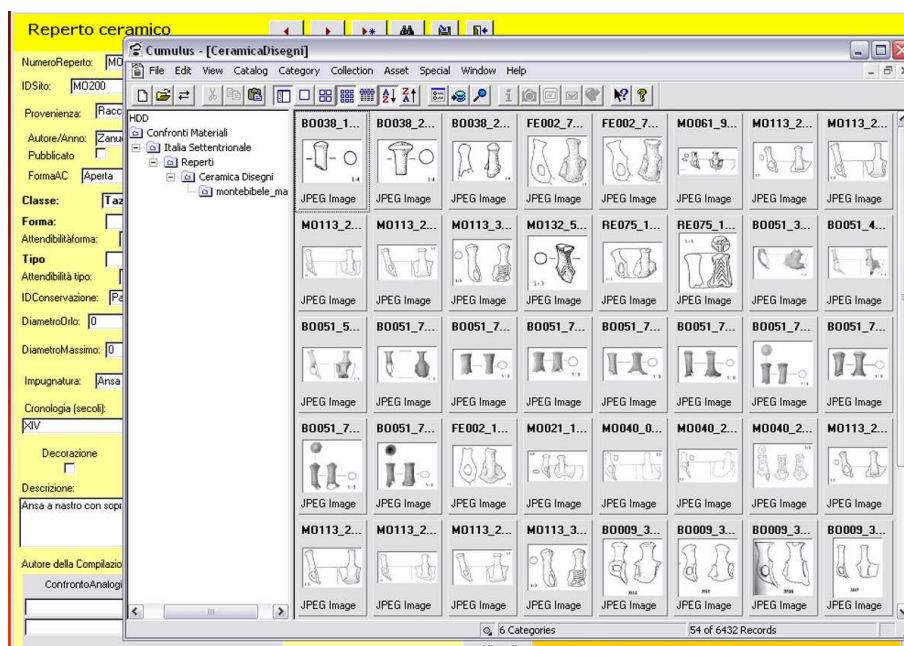 Reperto ceramico
Cumulus - [CeramicaDisegni]
File Edit View Catalog Category Collection Asset Special Window Help
NumeroReperto: MO
IDSito: MO200
Provenienza: Racc
Autore/Anno: Zanu
Pubblicato
FormaAC Aperta
Classe: Taz
Forma:
Attendibilitàforma:
Tipo
Attendibilità tipo:
IDConservazione: Pa
DiametroOrlo: 0
DiametroMassimo: 0
Impugnatura: Ansa
Cronologia (secoli):
XIV
Decorazione
Descrizione:
Ansa a nastro con sopr
Autore della Compilazio
ConfrontoAnalogi
HDD
Confronti Materiali
Italia Settentrionale
Reperti
Ceramica Disegni
montebibele_ma
BO038_1... BO038_2... BO038_2... FE002_7... FE002_7... MO061_9... MO113_2... MO113_2...
JPEG Image JPEG Image JPEG Image JPEG Image JPEG Image JPEG Image JPEG Image JPEG Image
MO113_2... MO113_2... MO113_3... MO132_5... RE075_1... RE075_1... BO051_3... BO051_4...
JPEG Image JPEG Image JPEG Image JPEG Image JPEG Image JPEG Image JPEG Image JPEG Image
BO051_5... BO051_7... BO051_7... BO051_7... BO051_7... BO051_7... BO051_7... BO051_7...
JPEG Image JPEG Image JPEG Image JPEG Image JPEG Image JPEG Image JPEG Image JPEG Image
BO051_7... BO051_7... FE002_1... MO021_1... MO040_0... MO040_2... MO040_2... MO113_2...
JPEG Image JPEG Image JPEG Image JPEG Image JPEG Image JPEG Image JPEG Image JPEG Image
MO113_2... MO113_2... MO113_2... MO113_3... BO009_3... BO009_3... BO009_3... BO009_3...
JPEG Image JPEG Image JPEG Image JPEG Image JPEG Image JPEG Image JPEG Image JPEG Image
6 Categories 54 of 6432 Records